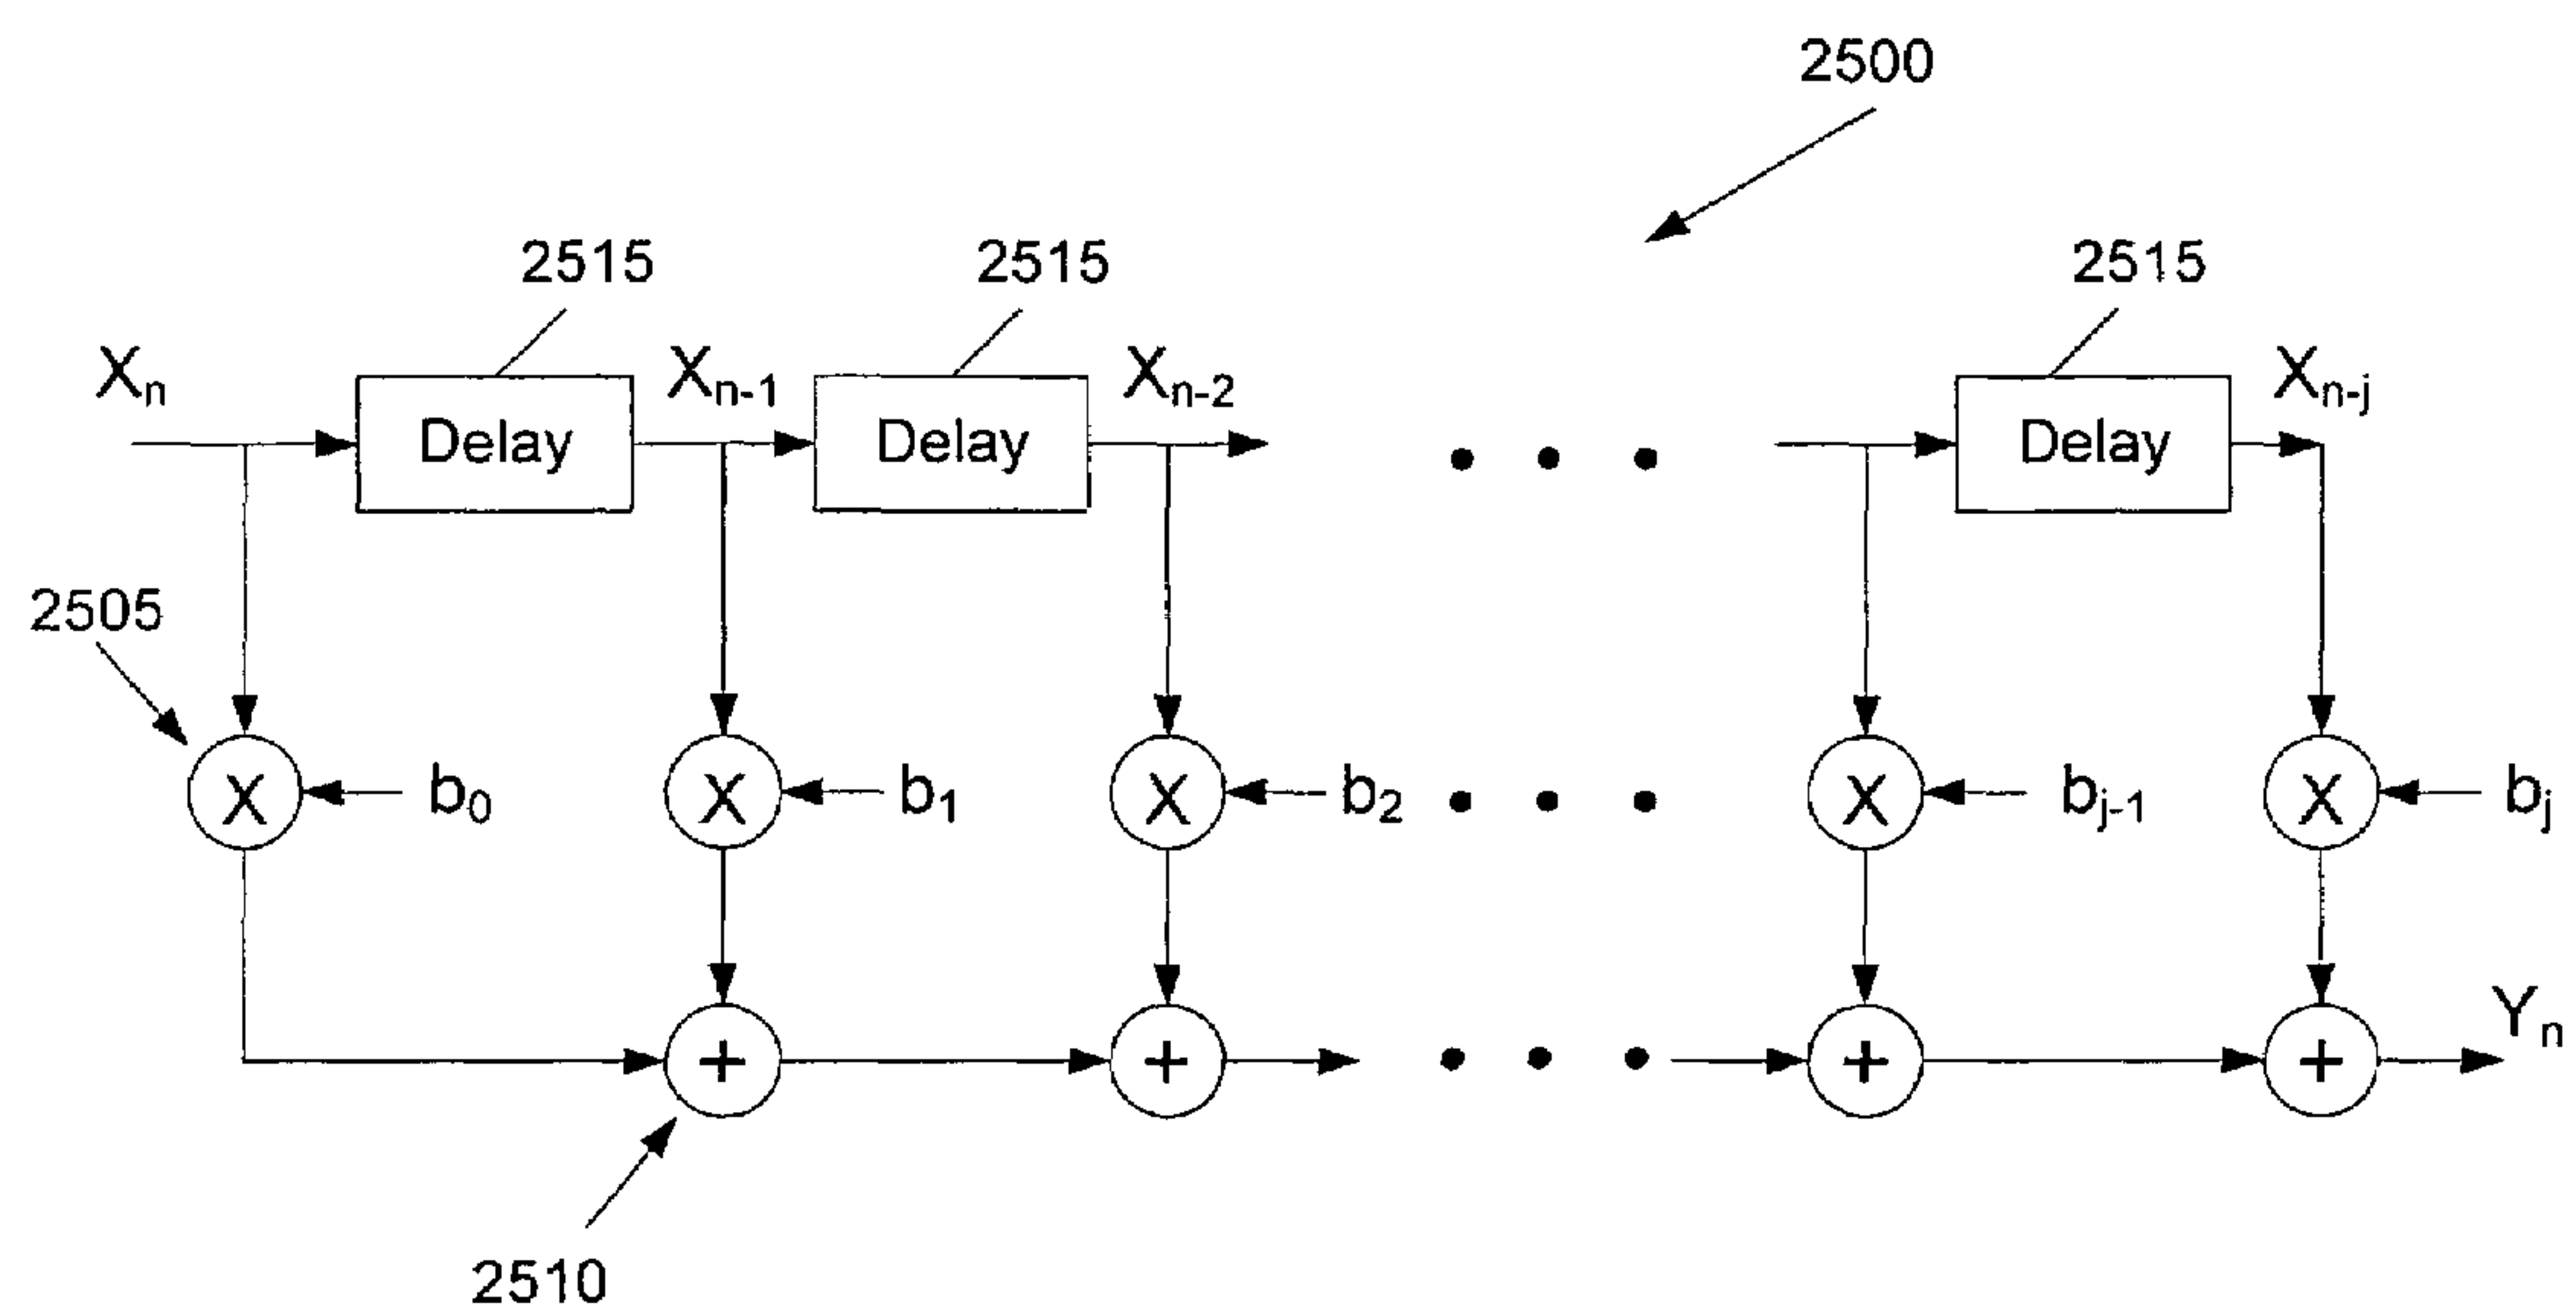 2500
2515 2515 2515
Xₙ Delay Xₙ₋₁ Delay Xₙ₋₂ • • • Delay Xₙ₋ⱼ
2505
X b₀ X b₁ X b₂ • • • X bⱼ₋₁ X bⱼ
+ + • • • + + Yₙ
2510